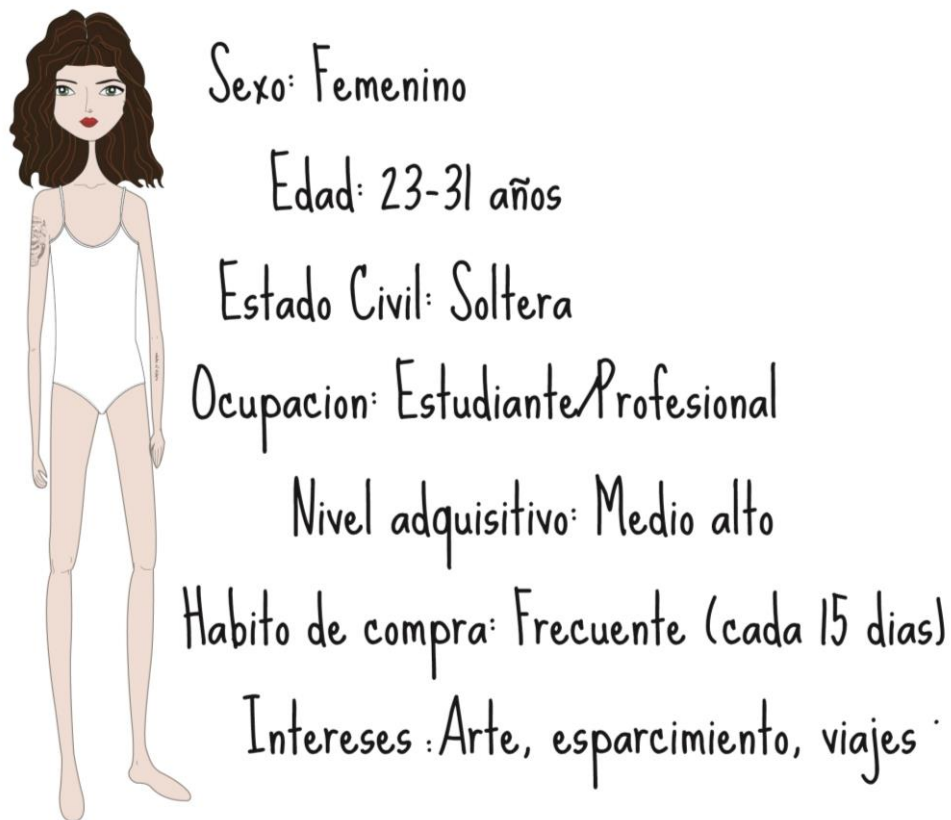 Sexo: Femenino
Edad: 23-31 años
Estado Civil: Soltera
Ocupacion: Estudiante/Profesional
Nivel adquisitivo: Medio alto
Habito de compra: Frecuente (cada 15 dias)
Intereses : Arte, esparcimiento, viajes